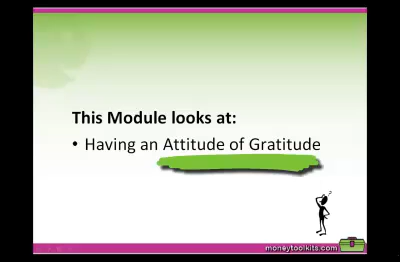 This Module looks at:
• Having an Attitude of Gratitude
moneytoolkits.com